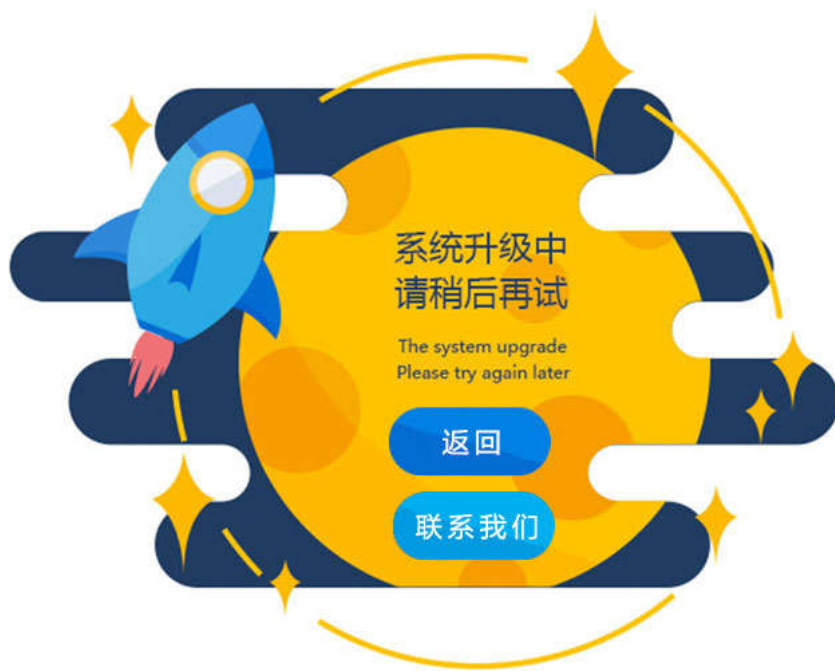 系统升级中
请稍后再试
The system upgrade
Please try again later
返回
联系我们